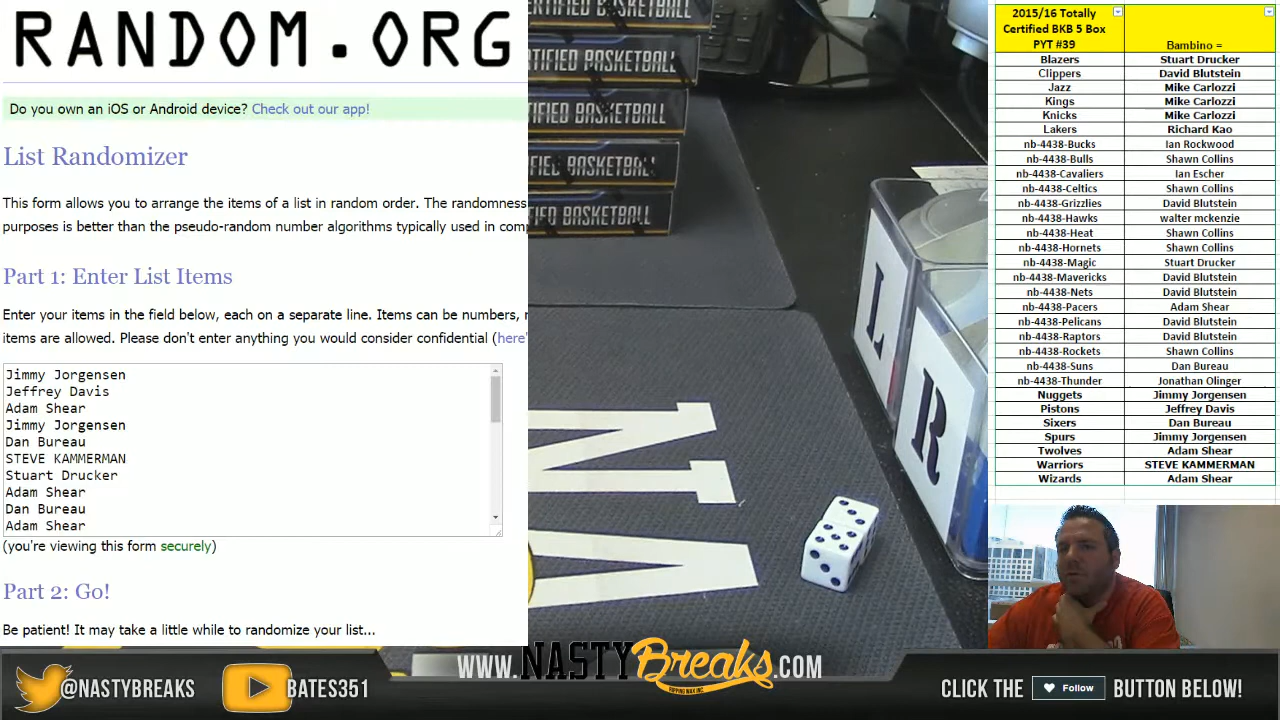 RANDOM.ORG
Do you own an iOS or Android device? Check out our app!
List Randomizer
This form allows you to arrange the items of a list in random order. The randomness
purposes is better than the pseudo-random number algorithms typically used in
Part 1: Enter List Items
Enter your items in the field below, each on a separate line. Items can be numbers,
items are allowed. Please don't enter anything you would consider confidential (here'
Jimmy Jorgensen
Jeffrey Davis
Adam Shear
Jimmy Jorgensen
Dan Bureau
STEVE KAMMERMAN
Stuart Drucker
Adam Shear
Dan Bureau
Adam Shear
(you're viewing this form securely)
Part 2: Go!
Be patient! It may take a little while to randomize your list...
BASKETBALL
BASKETBALL
BASKETBALL
BASKETBALL
BASKETBALL
L
R
N
2015/16 Totally
Certified BKB 5 Box
PYT #39 Bambino =
Blazers Stuart Drucker
Clippers David Blutstein
Jazz Mike Carlozzi
Kings Mike Carlozzi
Knicks Mike Carlozzi
Lakers Richard Kao
nb-4438-Bucks Ian Rockwood
nb-4438-Bulls Shawn Collins
nb-4438-Cavaliers Ian Escher
nb-4438-Celtics Shawn Collins
nb-4438-Grizzlies David Blutstein
nb-4438-Hawks walter mckenzie
nb-4438-Heat Shawn Collins
nb-4438-Hornets Shawn Collins
nb-4438-Magic Stuart Drucker
nb-4438-Mavericks David Blutstein
nb-4438-Nets David Blutstein
nb-4438-Pacers Adam Shear
nb-4438-Pelicans David Blutstein
nb-4438-Raptors David Blutstein
nb-4438-Rockets Shawn Collins
nb-4438-Suns Dan Bureau
nb-4438-Thunder Jonathan Olinger
Nuggets Jimmy Jorgensen
Pistons Jeffrey Davis
Sixers Dan Bureau
Spurs Jimmy Jorgensen
Twolves Adam Shear
Warriors STEVE KAMMERMAN
Wizards Adam Shear
@NASTYBREAKS
BATES351
WWW.NASTYBreaks.COM
RIPPING WAX INC.
CLICK THE Follow BUTTON BELOW!